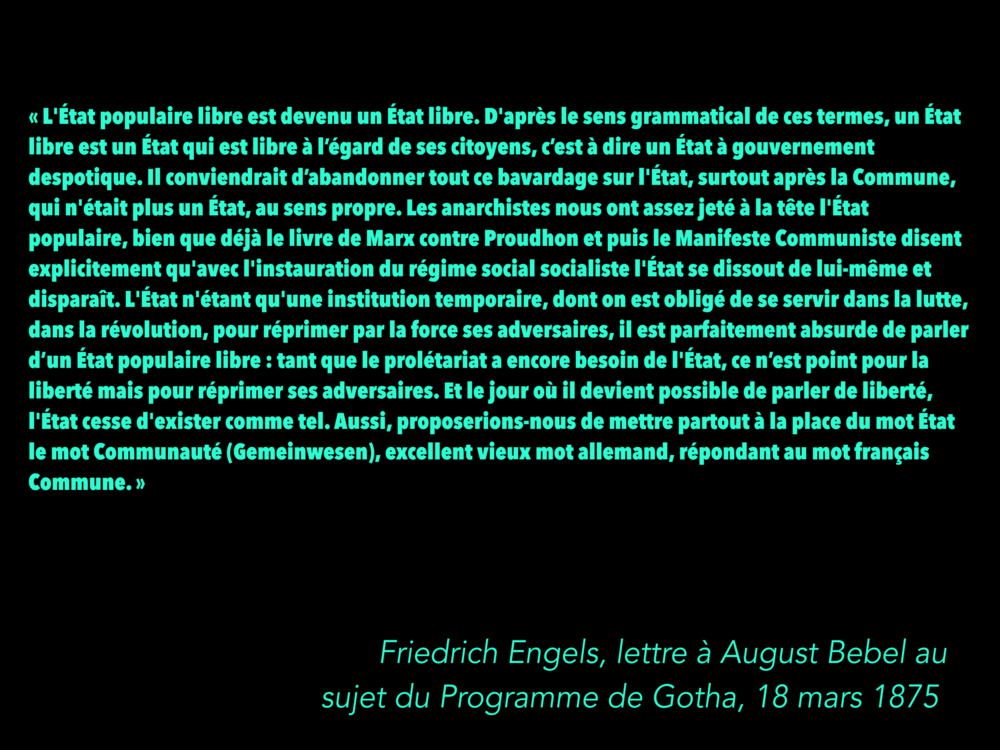 « L'État populaire libre est devenu un État libre. D'après le sens grammatical de ces termes, un État
libre est un État qui est libre à l’égard de ses citoyens, c’est à dire un État à gouvernement
despotique. Il conviendrait d’abandonner tout ce bavardage sur l'État, surtout après la Commune,
qui n'était plus un État, au sens propre. Les anarchistes nous ont assez jeté à la tête l'État
populaire, bien que déjà le livre de Marx contre Proudhon et puis le Manifeste Communiste disent
explicitement qu'avec l'instauration du régime social socialiste l'État se dissout de lui-même et
disparaît. L'État n'étant qu'une institution temporaire, dont on est obligé de se servir dans la lutte,
dans la révolution, pour réprimer par la force ses adversaires, il est parfaitement absurde de parler
d’un État populaire libre : tant que le prolétariat a encore besoin de l'État, ce n’est point pour la
liberté mais pour réprimer ses adversaires. Et le jour où il devient possible de parler de liberté,
l'État cesse d'exister comme tel. Aussi, proposerions-nous de mettre partout à la place du mot État
le mot Communauté (Gemeinwesen), excellent vieux mot allemand, répondant au mot français
Commune. »
Friedrich Engels, lettre à August Bebel au
sujet du Programme de Gotha, 18 mars 1875